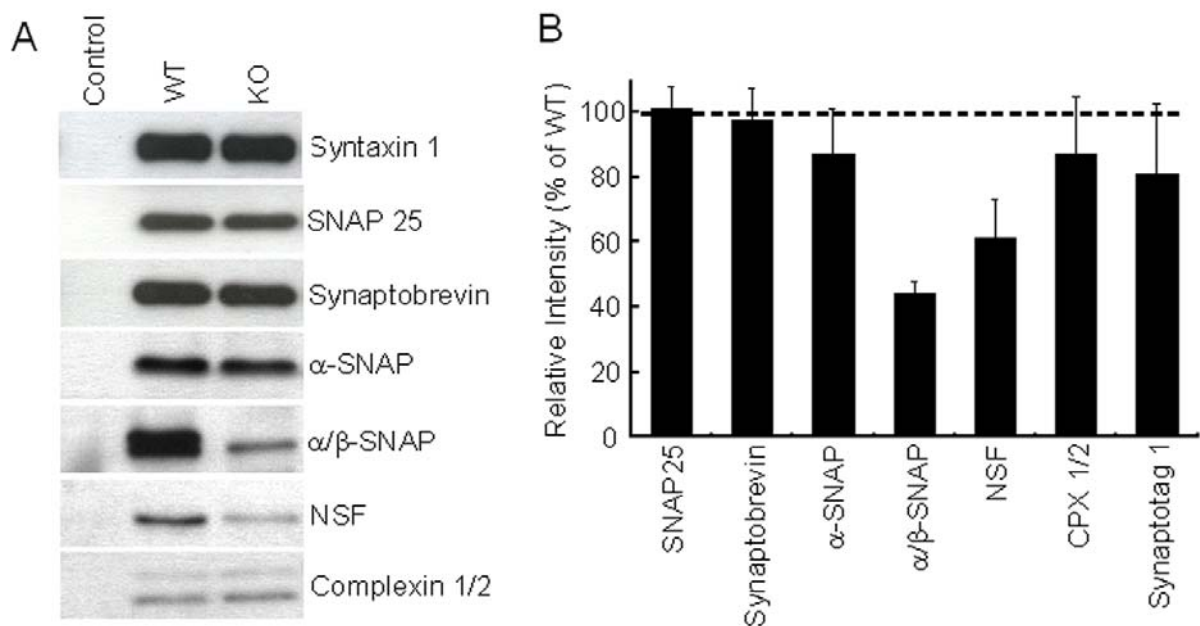 A
Control
WT
KO
Syntaxin 1
SNAP 25
Synaptobrevin
α-SNAP
α/β-SNAP
NSF
Complexin 1/2
B
Relative Intensity (% of WT)
100
80
60
40
20
0
SNAP25
Synaptobrevin
α-SNAP
α/β-SNAP
NSF
CPX 1/2
Synaptotag 1